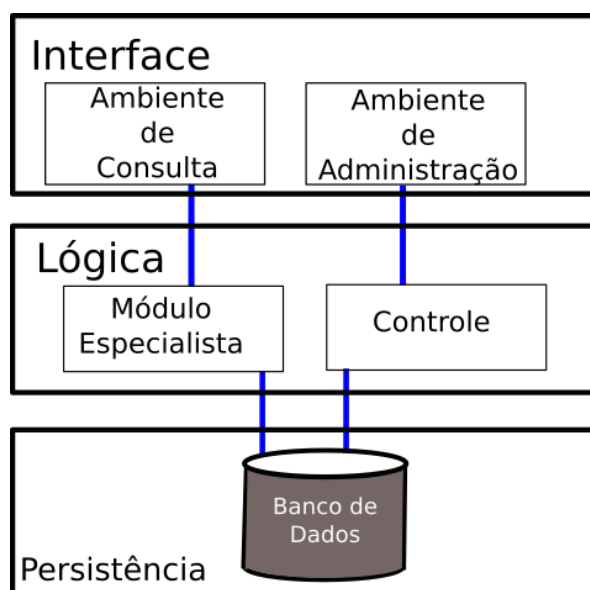 Interface
Ambiente
de
Consulta
Ambiente
de
Administração
Lógica
Módulo
Especialista
Controle
Banco de
Dados
Persistência